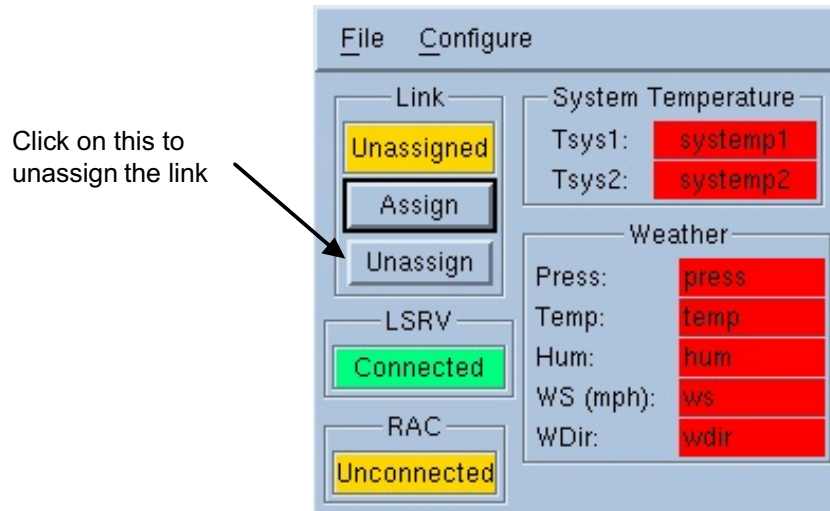 File Configure
Click on this to
unassign the link
Link
Unassigned
Assign
Unassign
LSRV
Connected
RAC
Unconnected
System Temperature
Tsys1: systemp1
Tsys2: systemp2
Weather
Press: press
Temp: temp
Hum: hum
WS (mph): ws
WDir: wdir